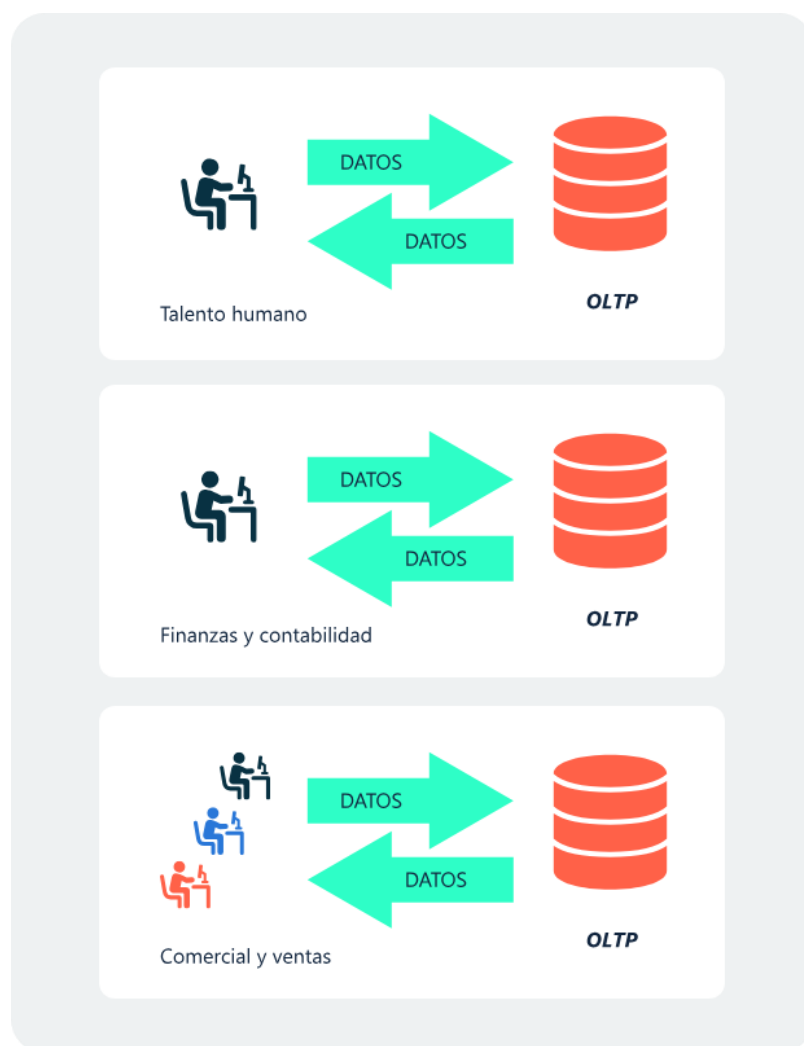 DATOS
DATOS
Talento humano
OLTP
DATOS
DATOS
Finanzas y contabilidad
OLTP
DATOS
DATOS
Comercial y ventas
OLTP